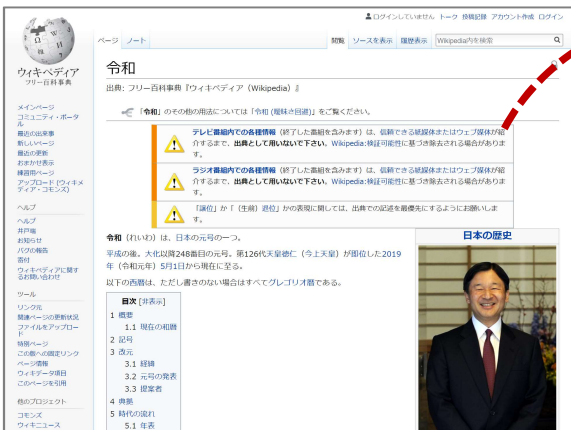 ログインしていません トーク 投稿記録 アカウント作成 ログイン
ページ ノート 閲覧 ソースを表示 履歴表示 Wikipedia内を検索
ウィキペディア
フリー百科事典
メインページ
コミュニティ・ポータ
ル
最近の出来事
新しいページ
最近の更新
おまかせ表示
練習用ページ
アップロード (ウィキメ
ディア・コモンズ)
ヘルプ
ヘルプ
井戸端
お知らせ
バグの報告
寄付
ウィキペディアに関す
るお問い合わせ
ツール
リンク元
関連ページの更新状況
ファイルをアップロー
ド
特別ページ
この版への固定リンク
ページ情報
ウィキデータ項目
このページを引用
他のプロジェクト
コモンズ
ウィキニュース
令和
出典: フリー百科事典『ウィキペディア（Wikipedia）』
「令和」のその他の用法については「令和 (曖昧さ回避)」をご覧ください。
テレビ番組内での各種情報（終了した番組を含みます）は、信頼できる紙媒体またはウェブ媒体が紹
介するまで、出典として用いないで下さい。Wikipedia:検証可能性に基づき除去される場合がありま
す。
ラジオ番組内での各種情報（終了した番組を含みます）は、信頼できる紙媒体またはウェブ媒体が紹
介するまで、出典として用いないで下さい。Wikipedia:検証可能性に基づき除去される場合がありま
す。
「譲位」か「（生前）退位」かの表現に関しては、出典での記述を最優先にするようにお願いしま
す。
令和（れいわ）は、日本の元号の一つ。
平成の後。大化以降248番目の元号。第126代天皇徳仁（今上天皇）が即位した2019
年（令和元年）5月1日から現在に至る。
以下の西暦は、ただし書きのない場合はすべてグレゴリオ暦である。
目次 [非表示]
1 概要
1.1 現在の和暦
2 記号
3 改元
3.1 経緯
3.2 元号の発表
3.3 提案者
4 典拠
5 時代の流れ
5.1 年表
日本の歴史